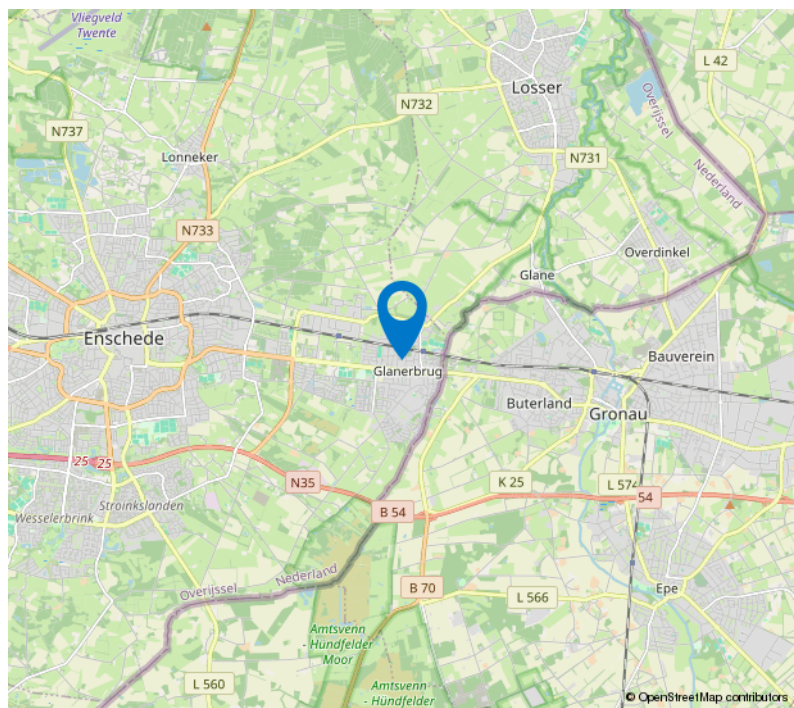 Vliegveld
Twente
L 42
Losser
N732
Overijssel
N737
Lonneker
N731
Nederland
N733
Overdinkel
Glane
Enschede
Bauverein
Glanerbrug
Buterland
Gronau
25
25
N35
K 25
L 574
54
Stroinkslanden
Wesselerbrink
B 54
Nederland
Overijssel
B 70
L 566
Epe
Amtsvenn
- Hündfelder
Moor
L 560
Amtsvenn
- Hündfelder
© OpenStreetMap contributors